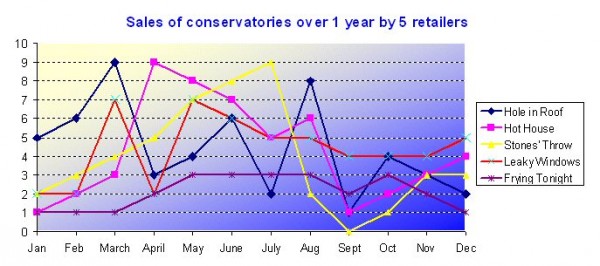 Sales of conservatories over 1 year by 5 retailers
10
9
8
7
6
5
4
3
2
1
0
Jan Feb March April May June July Aug Sept Oct Nov Dec
Hole in Roof
Hot House
Stones' Throw
Leaky Windows
Frying Tonight